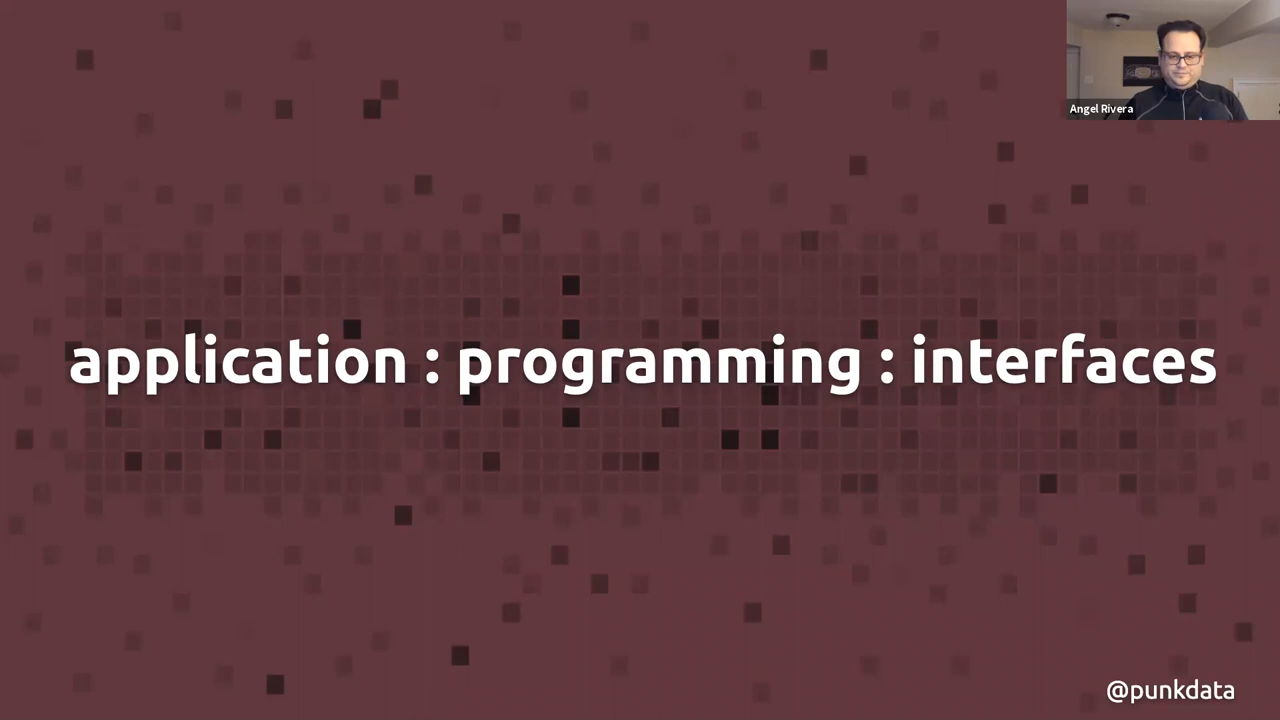 Angel Rivera
application : programming : interfaces
@punkdata